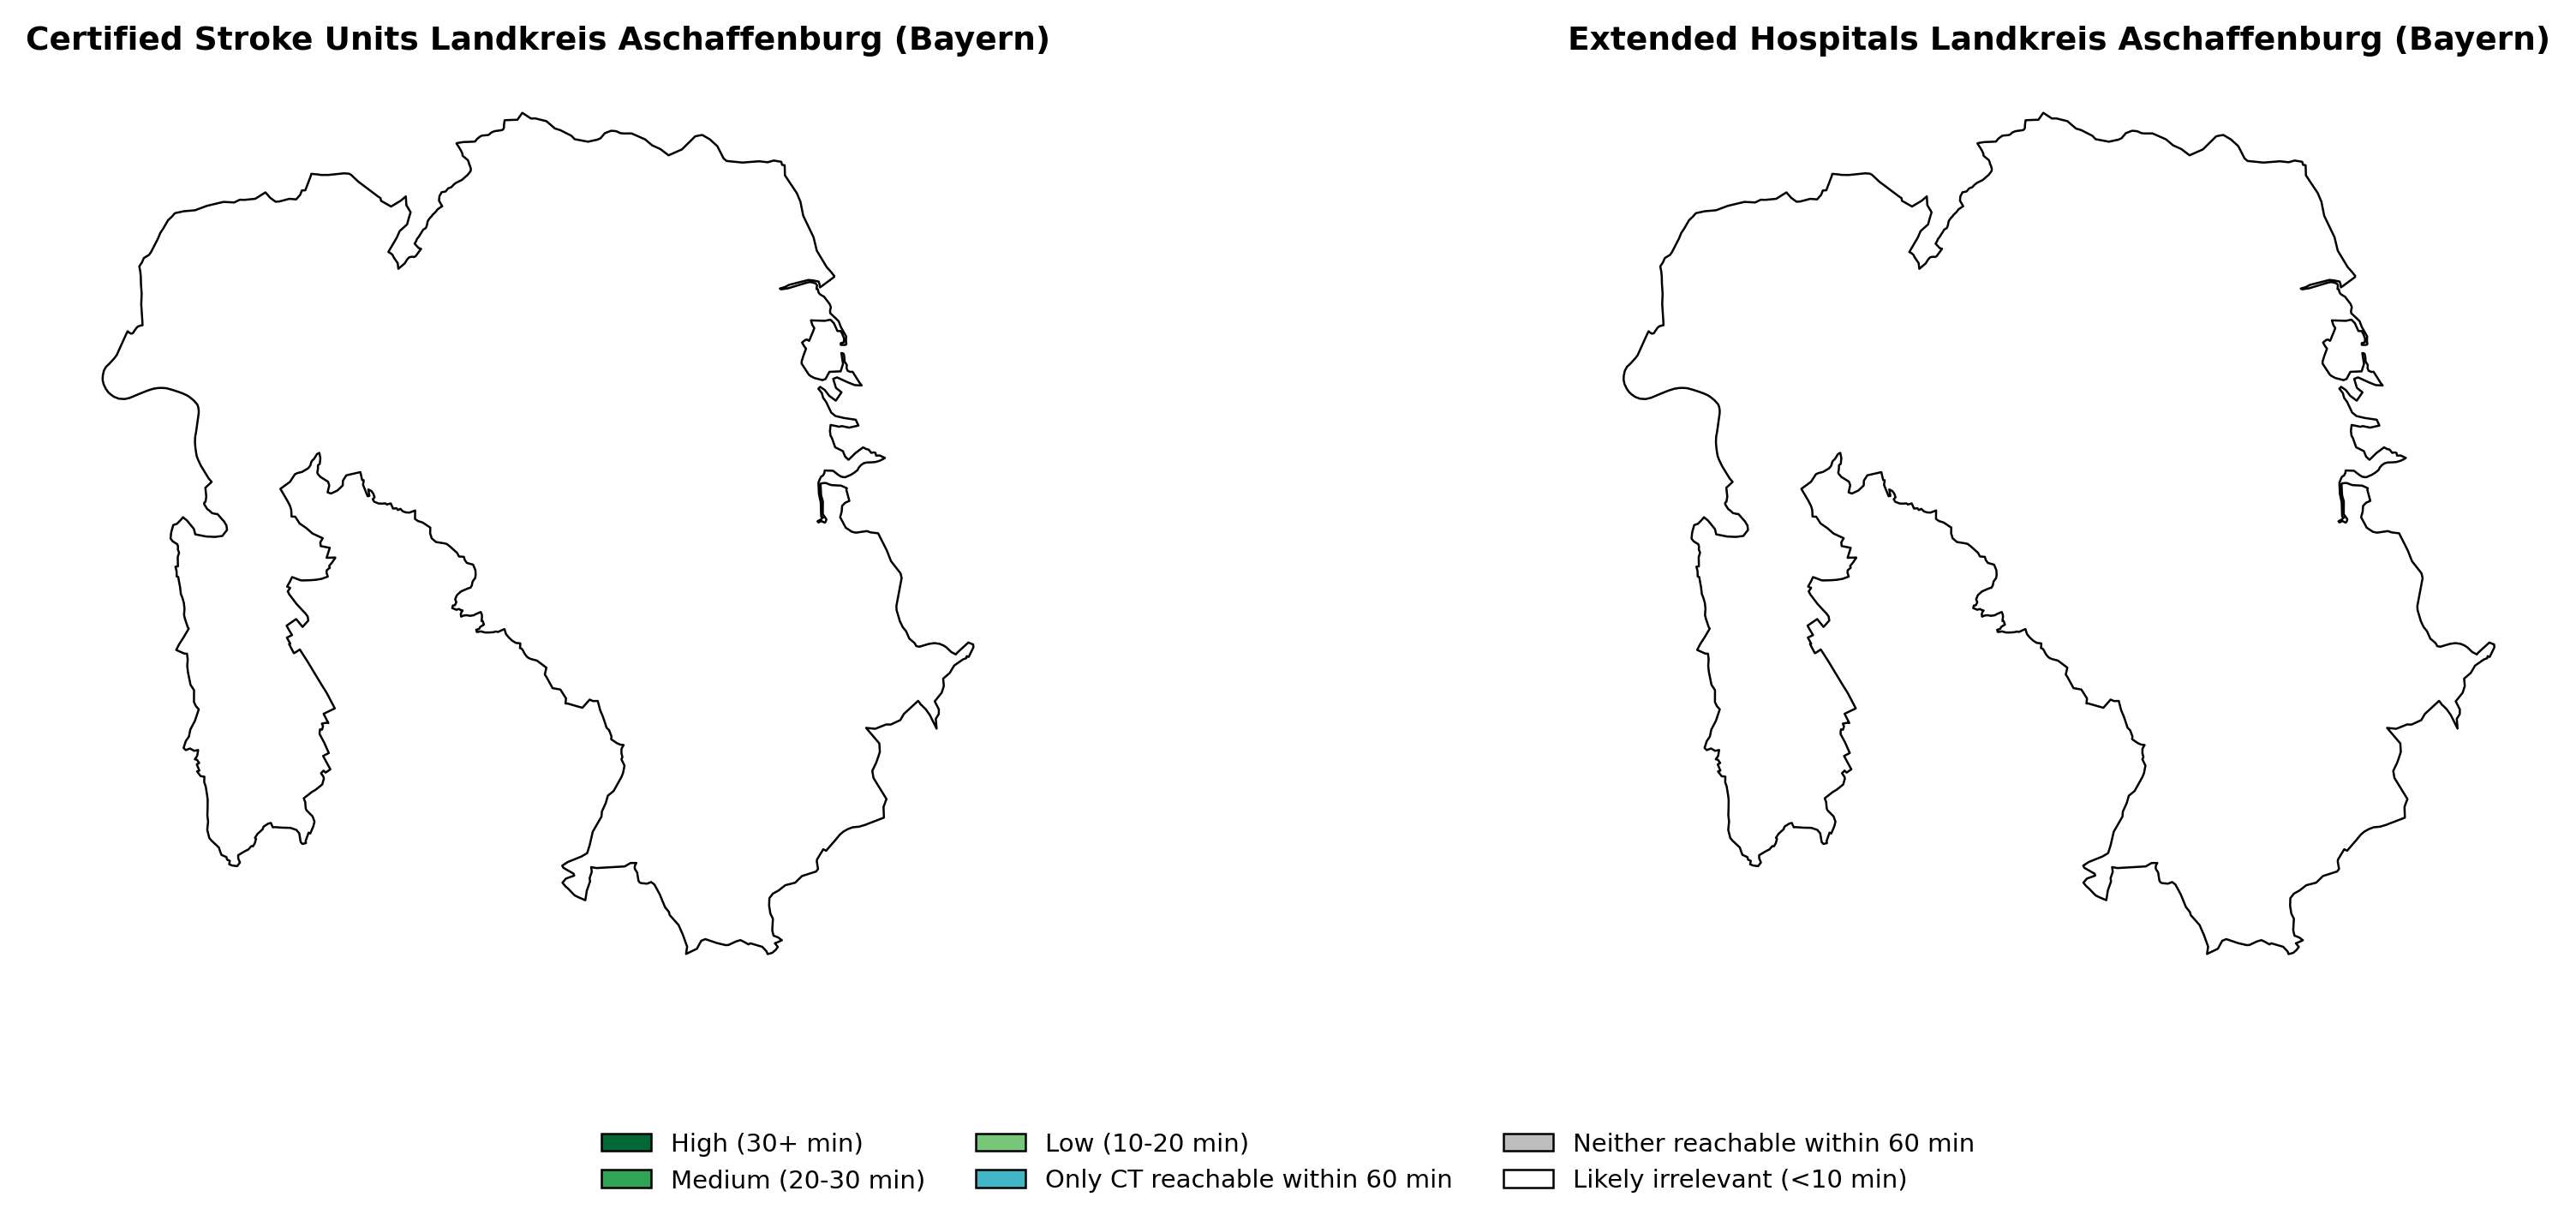 Certified Stroke Units Landkreis Aschaffenburg (Bayern)
Extended Hospitals Landkreis Aschaffenburg (Bayern)
High (30+ min)
Medium (20-30 min)
Low (10-20 min)
Only CT reachable within 60 min
Neither reachable within 60 min
Likely irrelevant (<10 min)